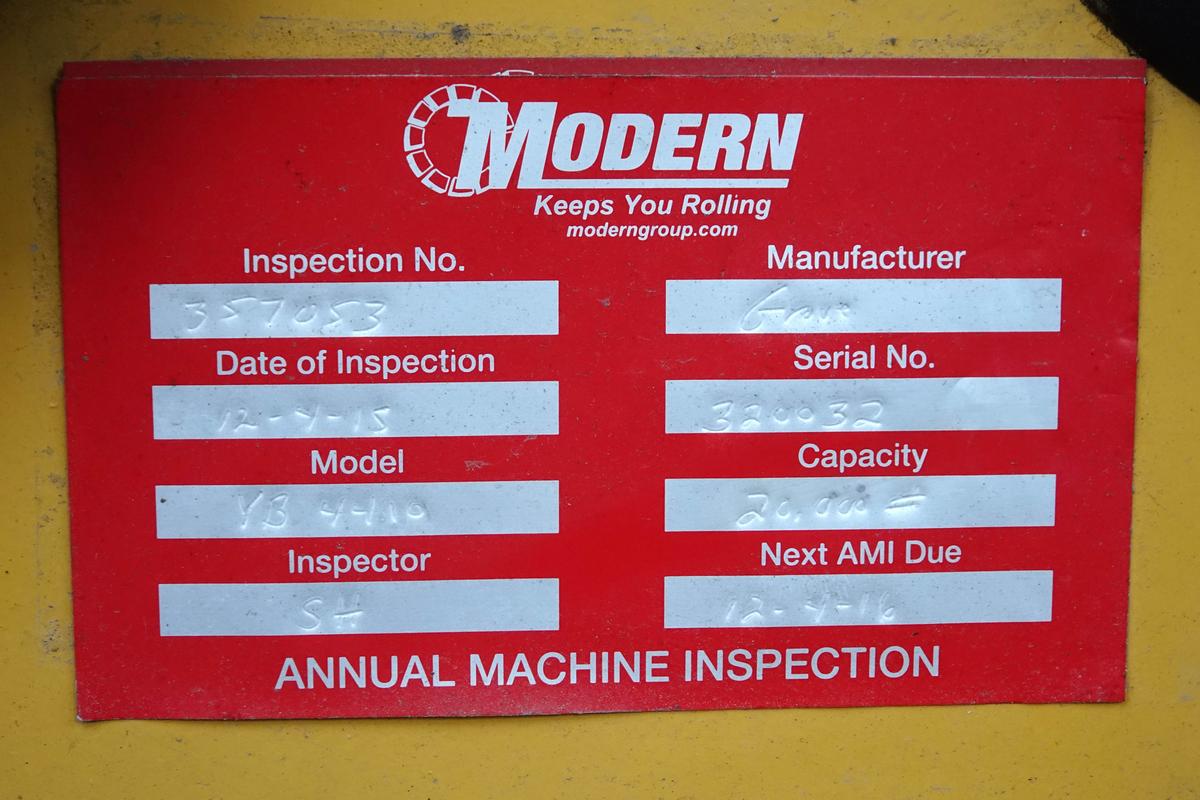 MODERN
Keeps You Rolling
moderngroup.com
Inspection No.
357053
Manufacturer
Grove
Date of Inspection
12-4-15
Serial No.
320032
Model
YB 4410
Capacity
20,000 #
Inspector
SH
Next AMI Due
12-4-16
ANNUAL MACHINE INSPECTION